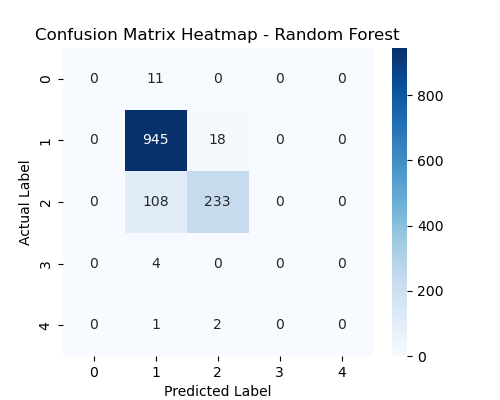 Confusion Matrix Heatmap - Random Forest
0 0 11 0 0 0
1 0 945 18 0 0
2 0 108 233 0 0
3 0 4 0 0 0
4 0 1 2 0 0
0 1 2 3 4
Actual Label
Predicted Label
800
600
400
200
0